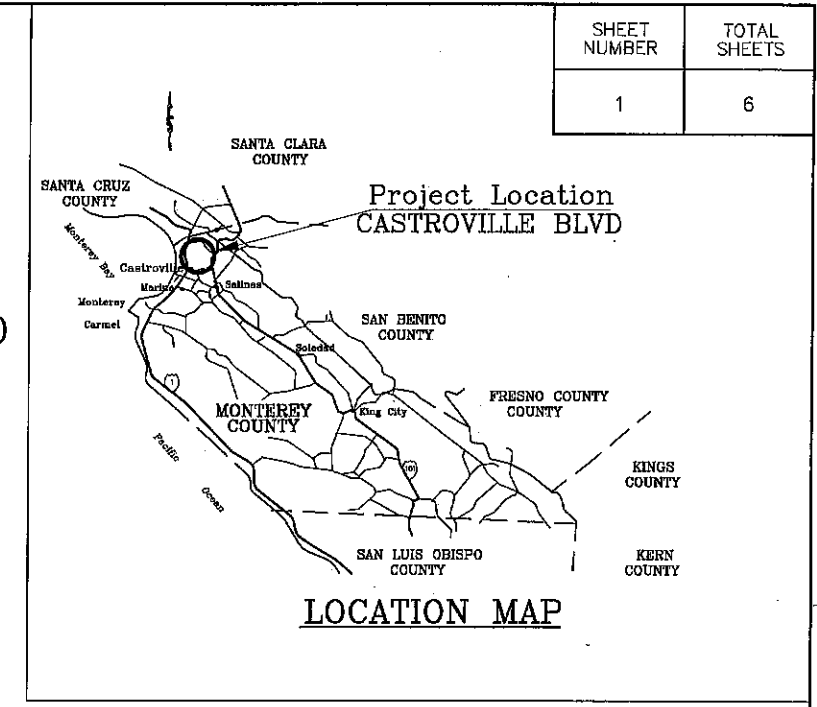 SHEET NUMBER
TOTAL SHEETS
1
6
SANTA CLARA
COUNTY
SANTA CRUZ
COUNTY
Project Location
CASTROVILLE BLVD
Monterey Bay
Castroville
Marina
Salinas
Monterey
Carmel
SAN BENITO
COUNTY
Soledad
1
MONTEREY
COUNTY
King City
FRESNO COUNTY
COUNTY
Pacific
Ocean
101
KINGS
COUNTY
SAN LUIS OBISPO
COUNTY
KERN
COUNTY
LOCATION MAP